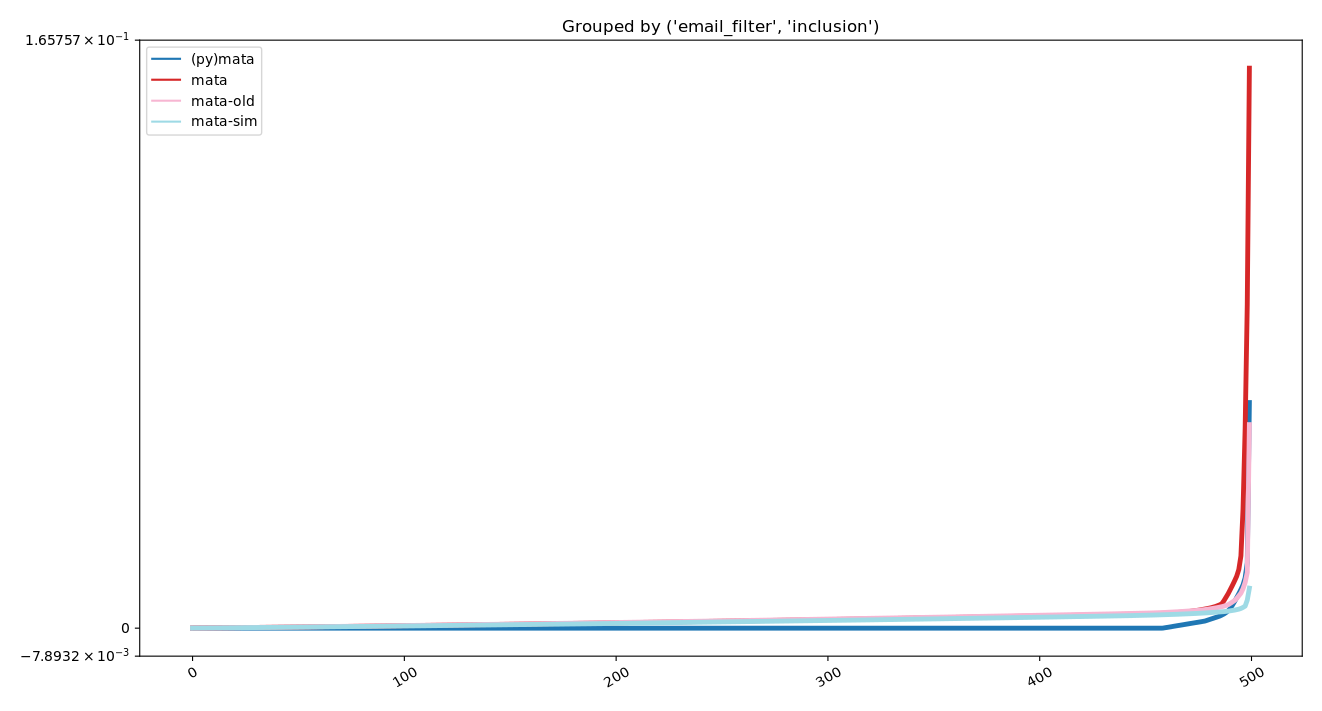 Grouped by ('email_filter', 'inclusion')
1.65757 × 10⁻¹
(py)mata
mata
mata-old
mata-sim
0
−7.8932 × 10⁻³
0
100
200
300
400
500